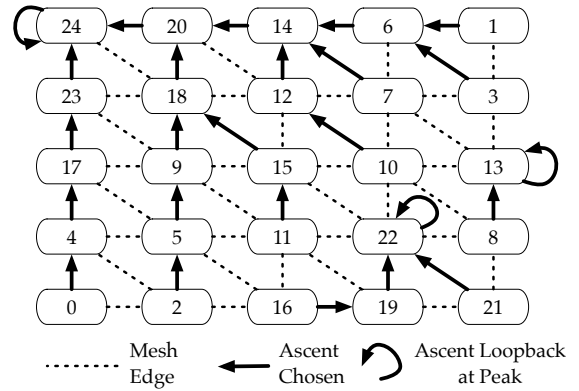 24 20 14 6 1
23 18 12 7 3
17 9 15 10 13
4 5 11 22 8
0 2 16 19 21
Mesh Edge
Ascent Chosen
Ascent Loopback at Peak